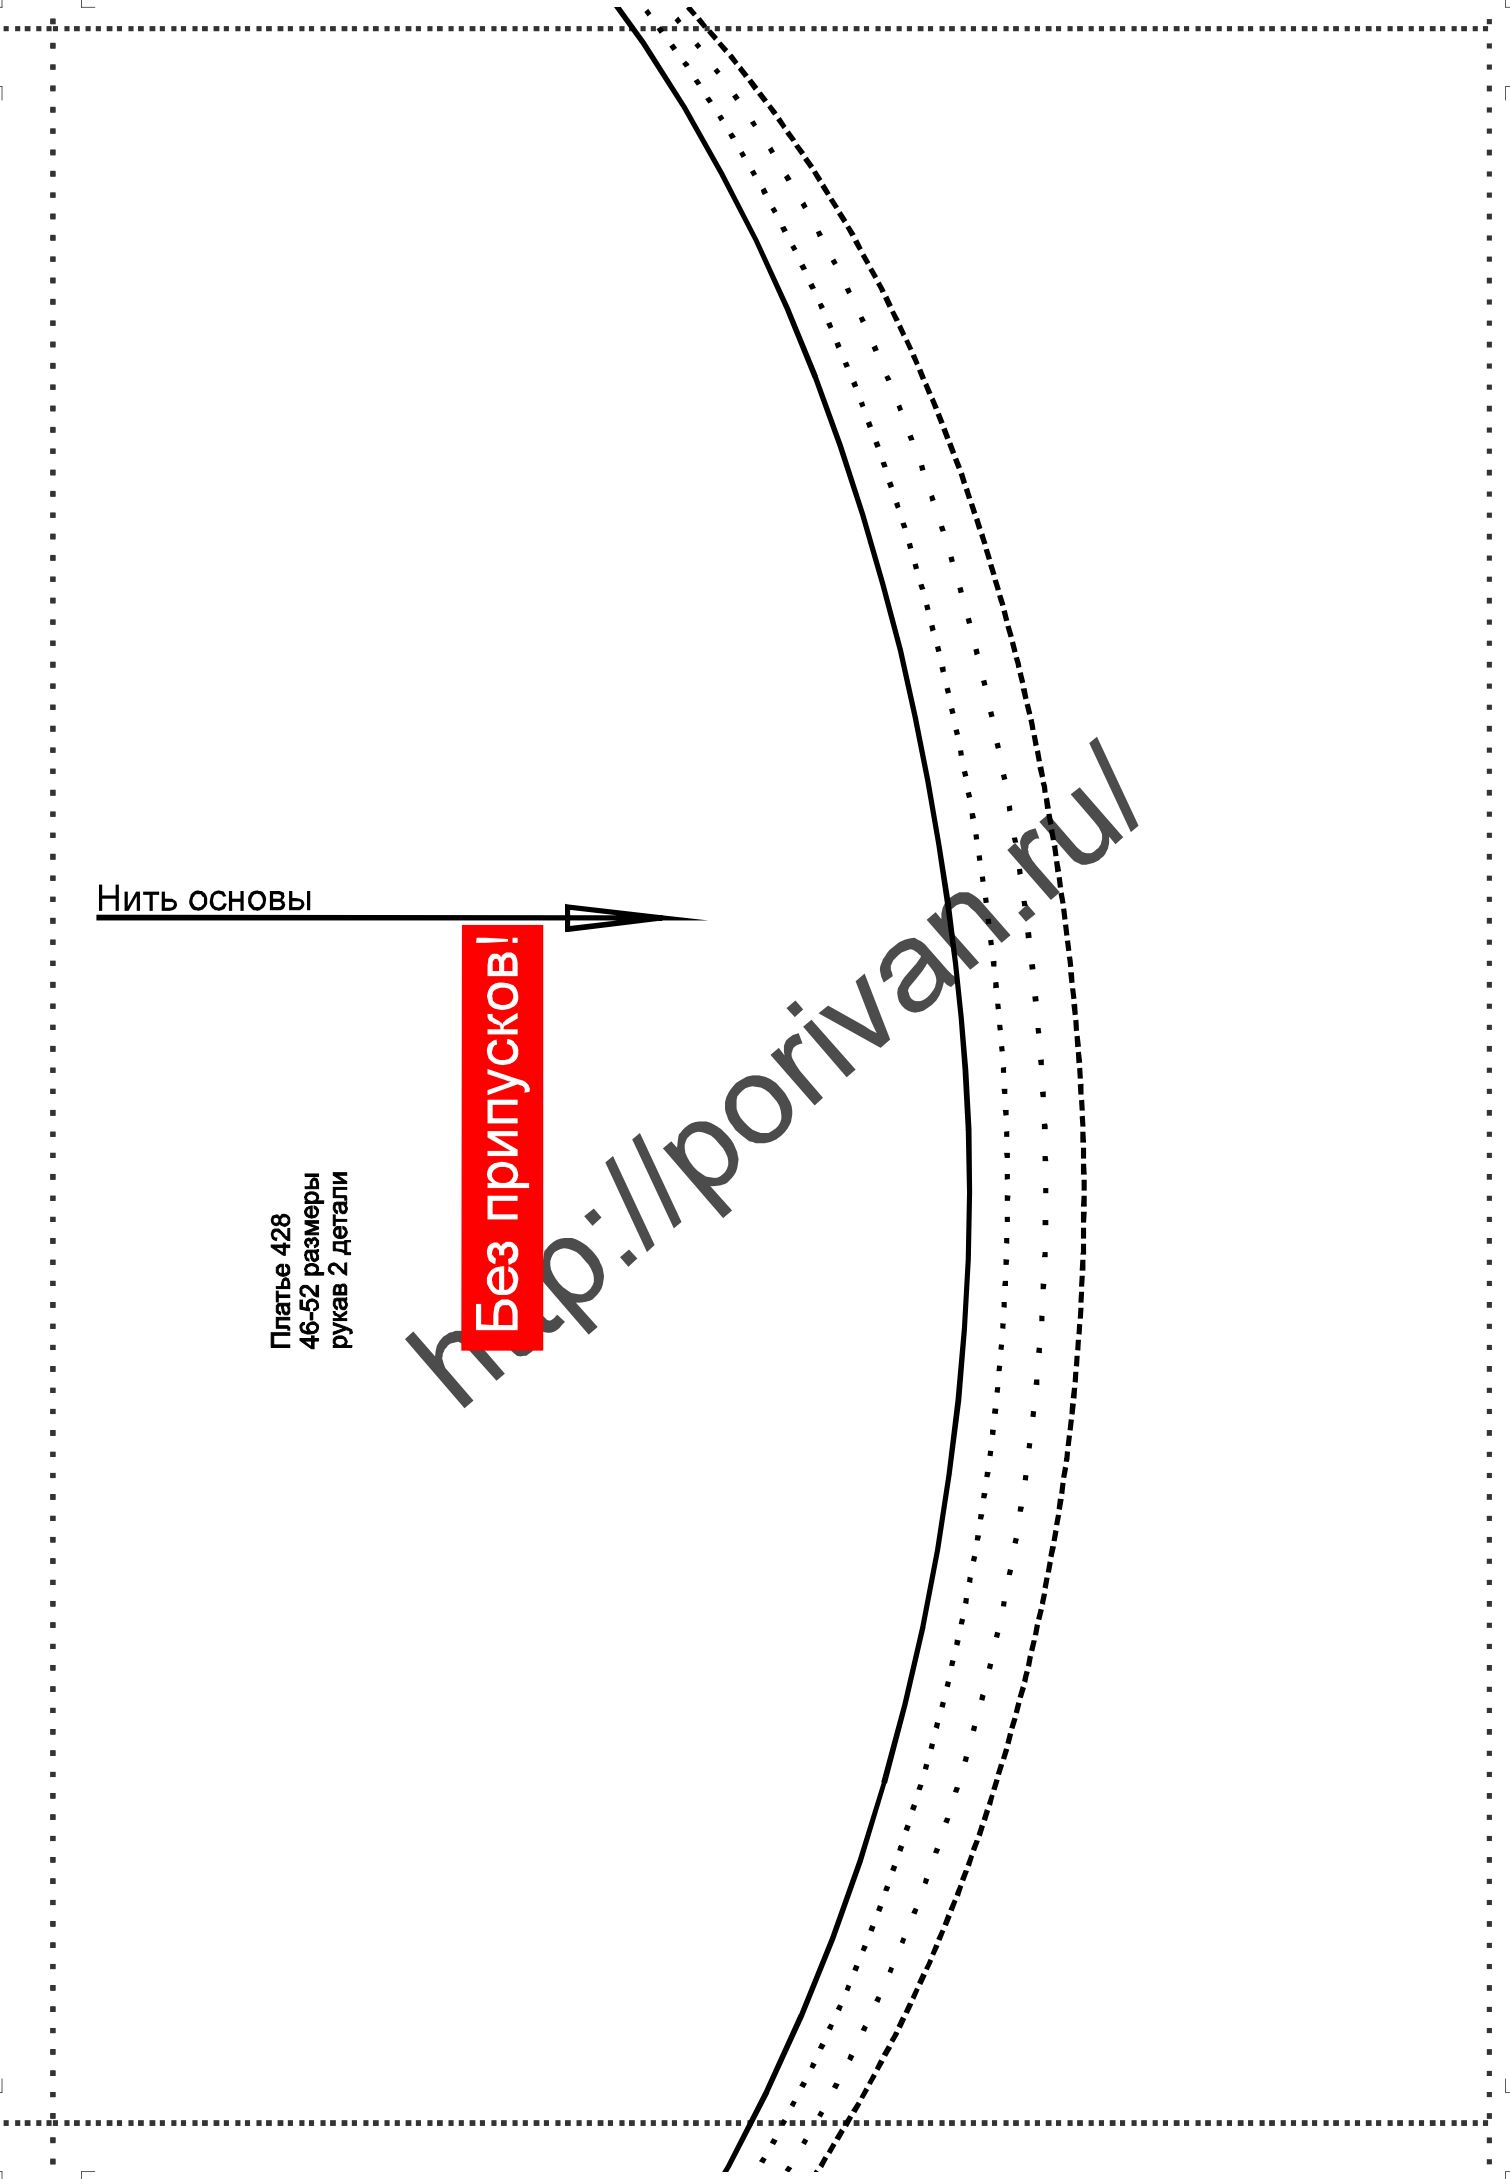 Нить основы
Без припусков!
Платье 428
46-52 размеры
рукав 2 детали
http://porivan.ru/